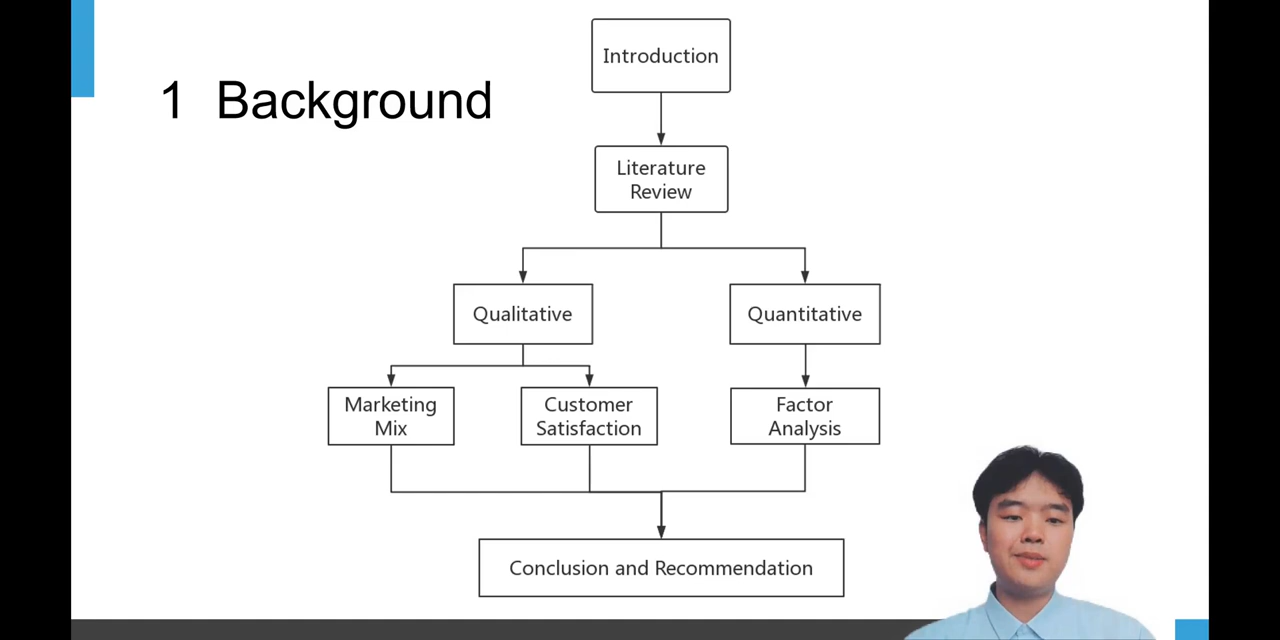 Introduction
1 Background
Literature
Review
Qualitative
Quantitative
Marketing
Mix
Customer
Satisfaction
Factor
Analysis
Conclusion and Recommendation